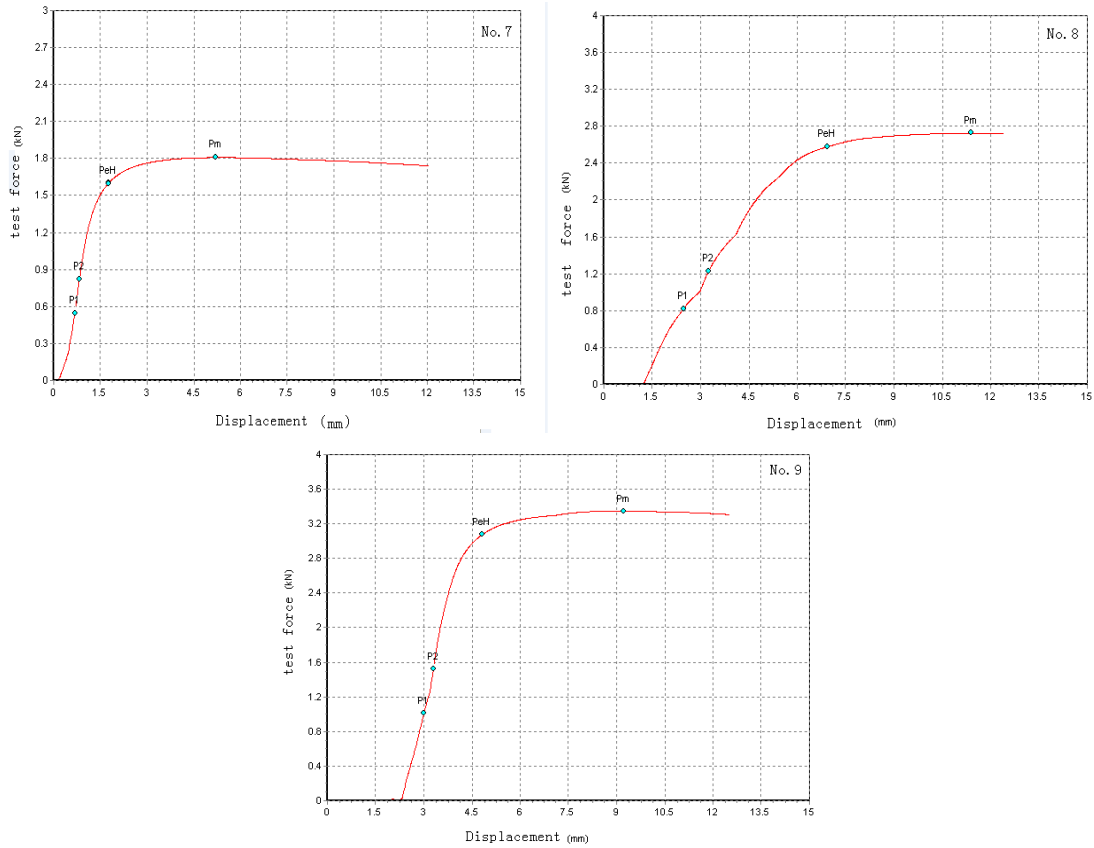 No.7
3
2.7
2.4
2.1
1.8
1.5
1.2
0.9
0.6
0.3
0
test force (kN)
Pm
PeH
P2
P1
0 1.5 3 4.5 6 7.5 9 10.5 12 13.5 15
Displacement (mm)
No.8
4
3.6
3.2
2.8
2.4
2
1.6
1.2
0.8
0.4
0
test force (kN)
Pm
PeH
P2
P1
0 1.5 3 4.5 6 7.5 9 10.5 12 13.5 15
Displacement (mm)
No.9
4
3.6
3.2
2.8
2.4
2
1.6
1.2
0.8
0.4
0
test force (kN)
Pm
PeH
P2
P1
0 1.5 3 4.5 6 7.5 9 10.5 12 13.5 15
Displacement (mm)